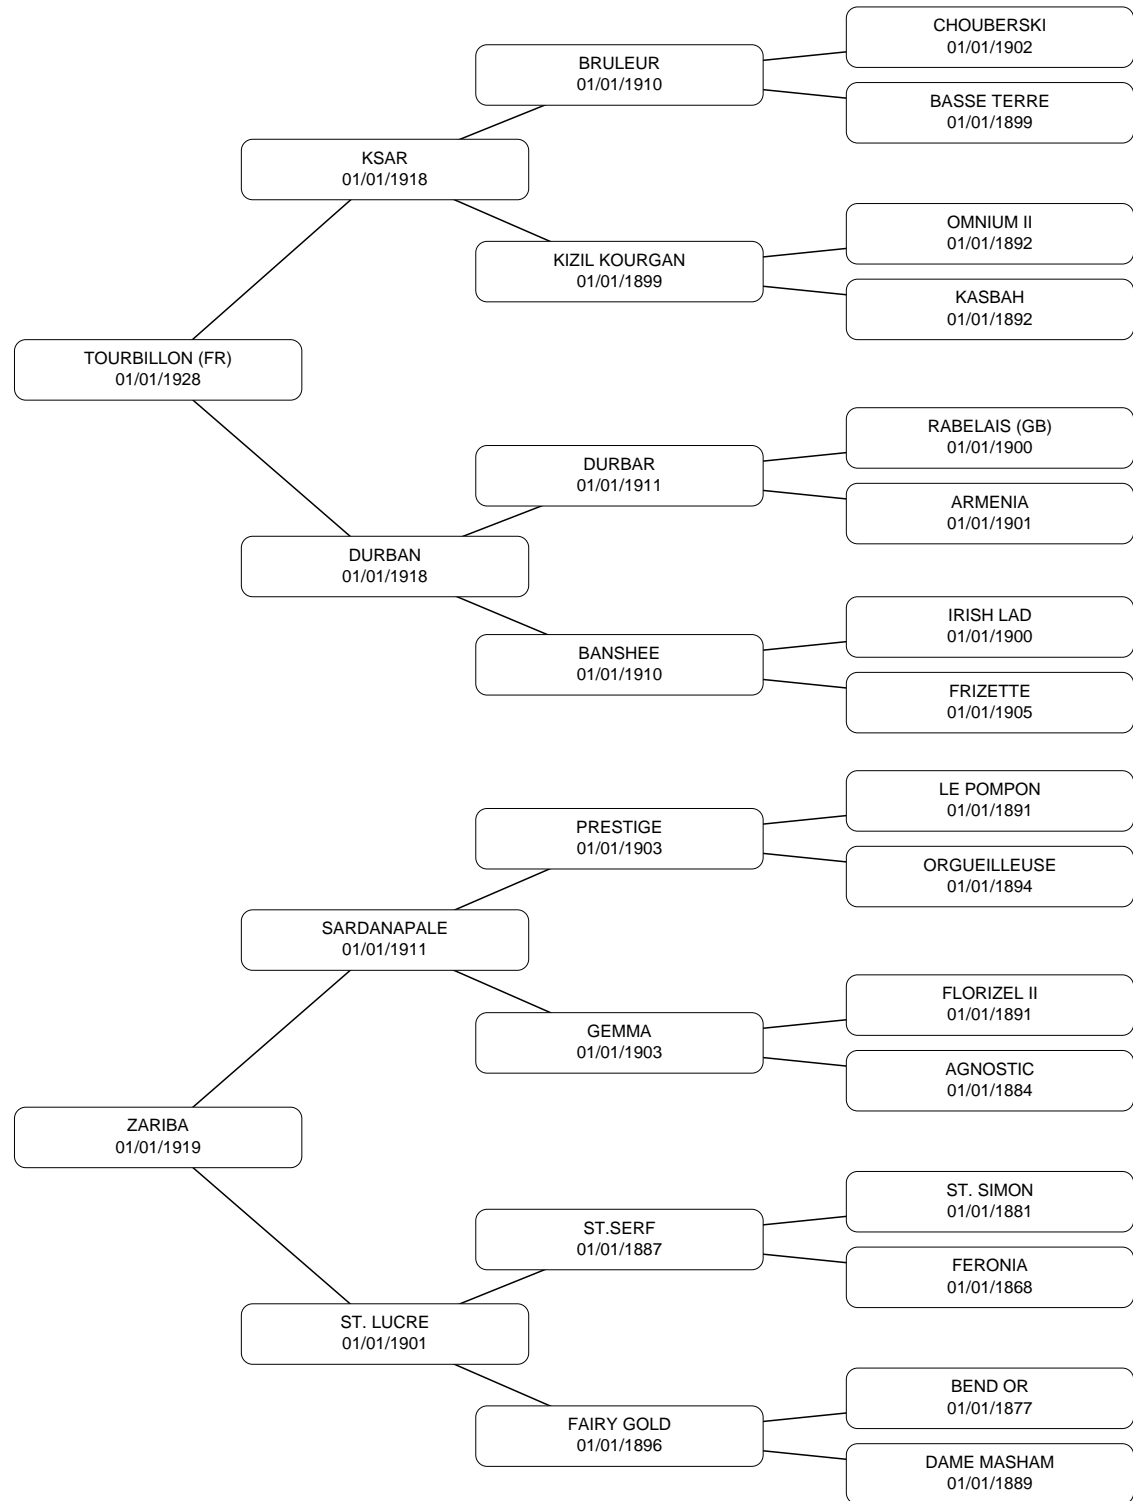 CHOUBERSKI
01/01/1902
BRULEUR
01/01/1910
BASSE TERRE
01/01/1899
KSAR
01/01/1918
OMNIUM II
01/01/1892
KIZIL KOURGAN
01/01/1899
KASBAH
01/01/1892
TOURBILLON (FR)
01/01/1928
RABELAIS (GB)
01/01/1900
DURBAR
01/01/1911
ARMENIA
01/01/1901
DURBAN
01/01/1918
IRISH LAD
01/01/1900
BANSHEE
01/01/1910
FRIZETTE
01/01/1905
LE POMPON
01/01/1891
PRESTIGE
01/01/1903
ORGUEILLEUSE
01/01/1894
SARDANAPALE
01/01/1911
FLORIZEL II
01/01/1891
GEMMA
01/01/1903
AGNOSTIC
01/01/1884
ZARIBA
01/01/1919
ST. SIMON
01/01/1881
ST.SERF
01/01/1887
FERONIA
01/01/1868
ST. LUCRE
01/01/1901
BEND OR
01/01/1877
FAIRY GOLD
01/01/1896
DAME MASHAM
01/01/1889